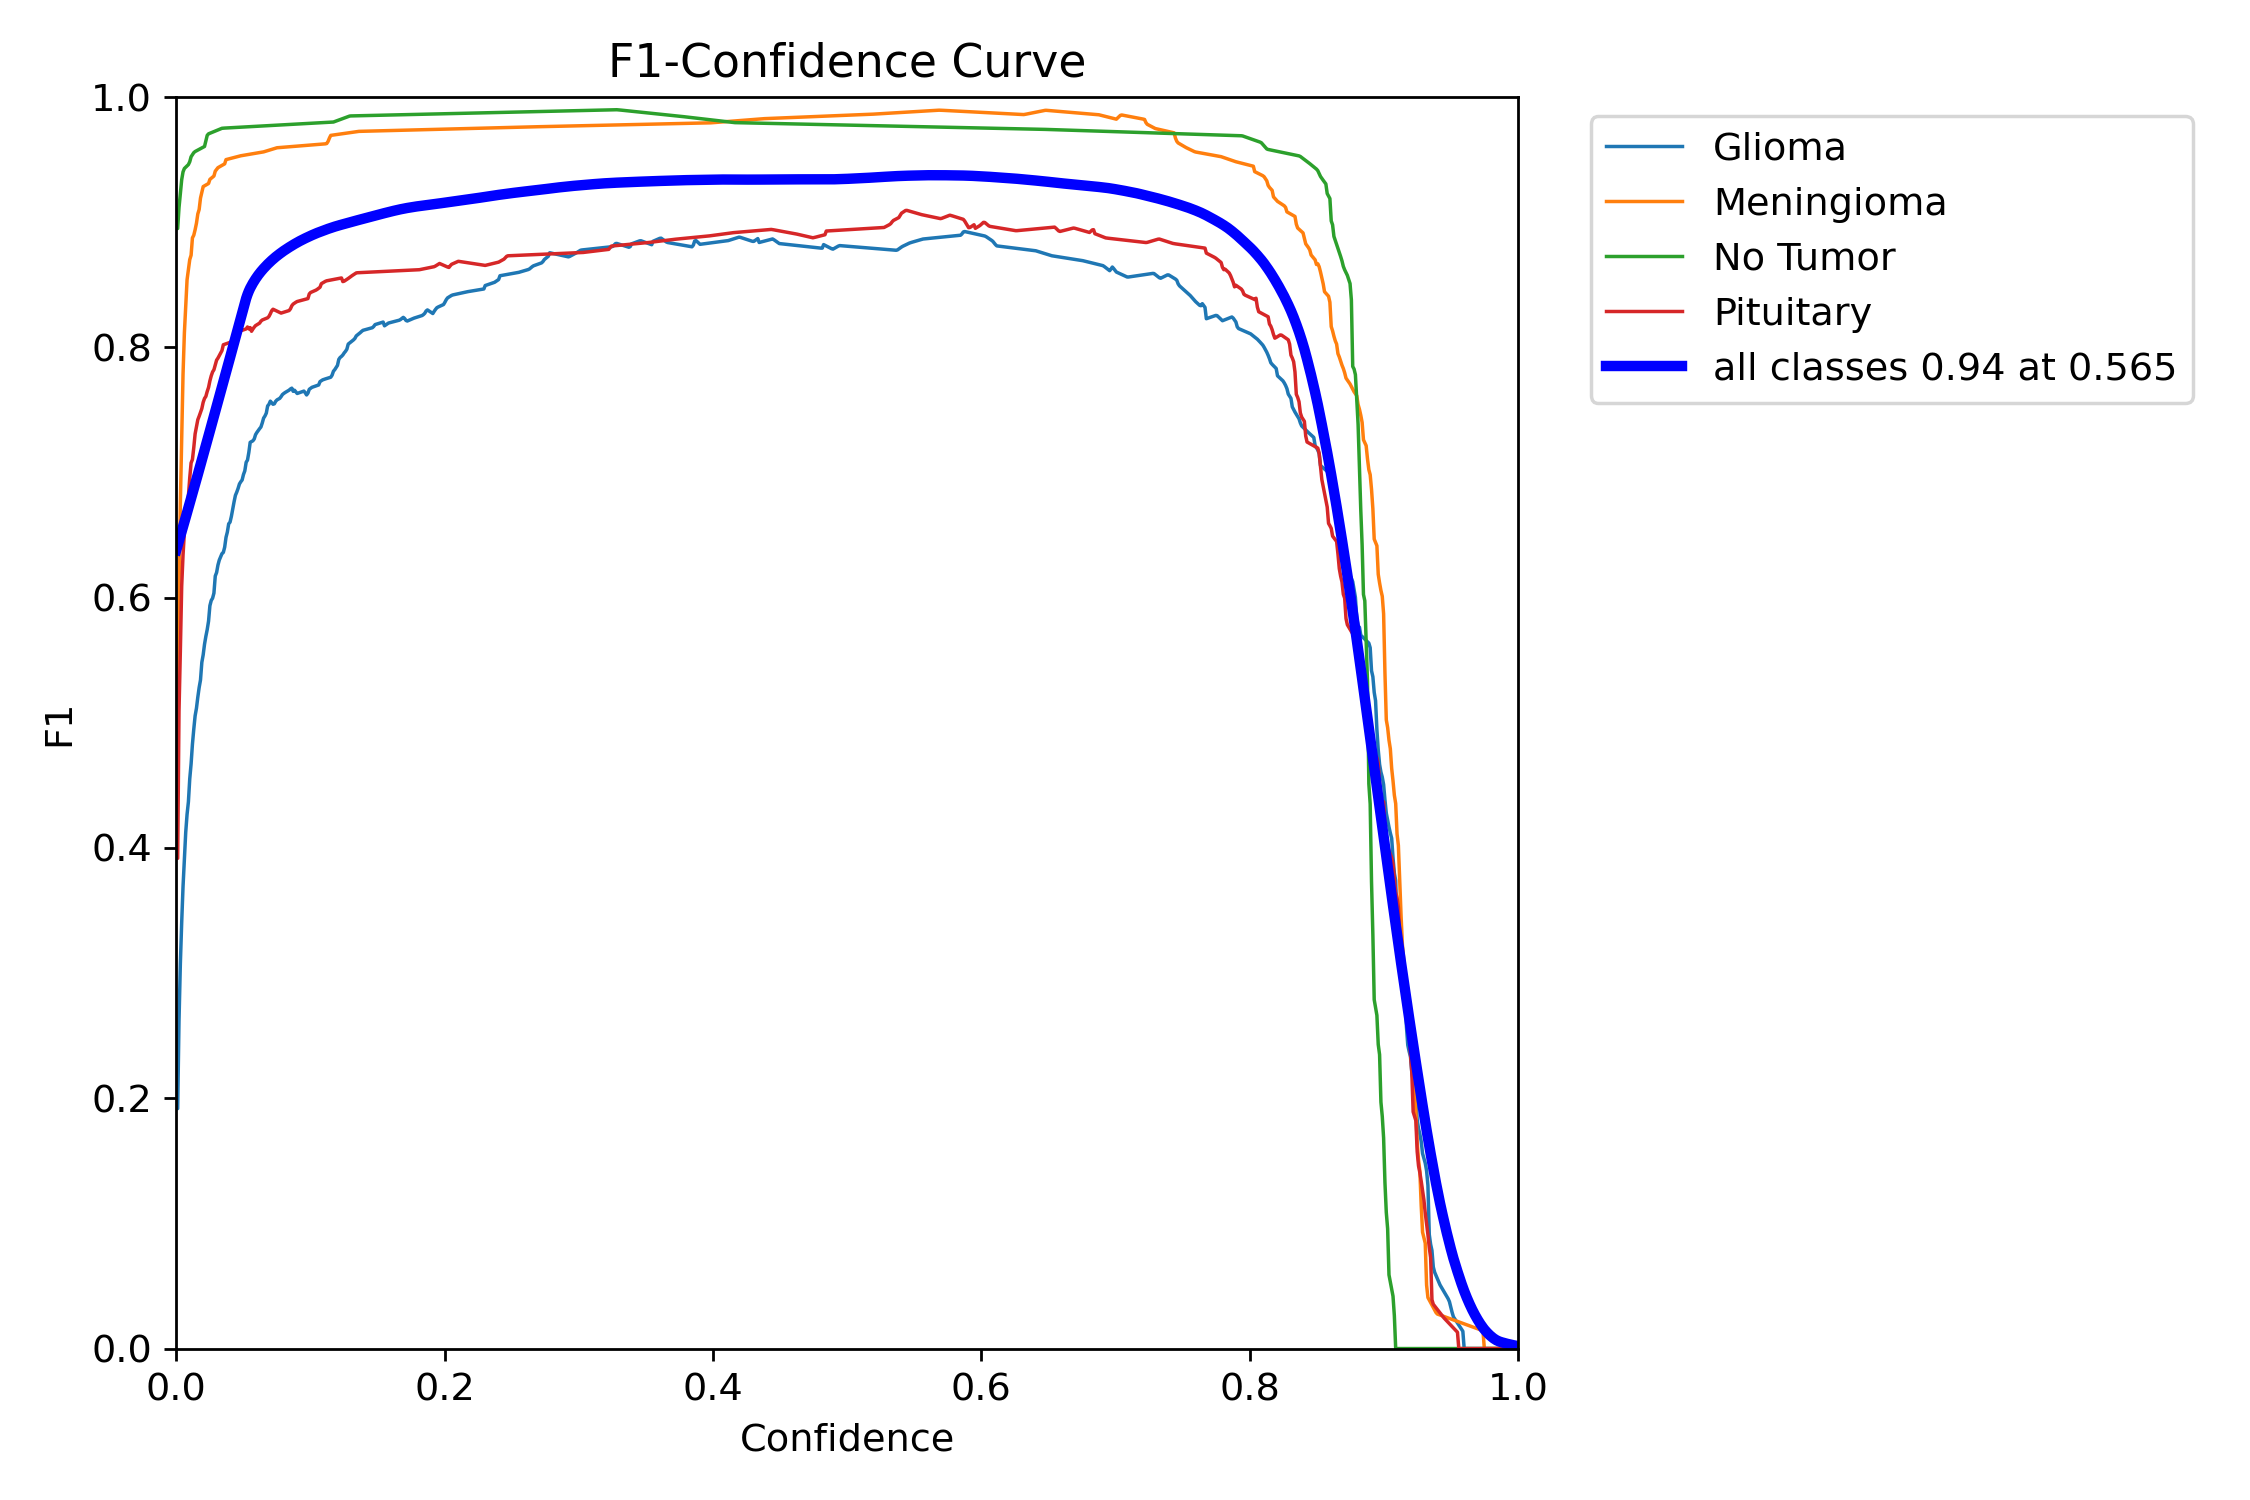 F1-Confidence Curve
1.0
0.8
0.6
0.4
0.2
0.0
F1
0.0 0.2 0.4 0.6 0.8 1.0
Confidence
Glioma
Meningioma
No Tumor
Pituitary
all classes 0.94 at 0.565